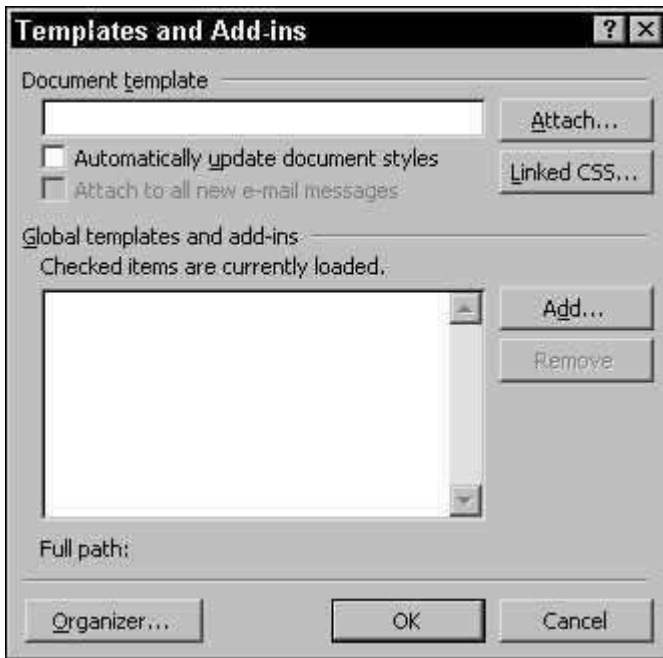 Templates and Add-ins
Document template
Attach...
Automatically update document styles
Attach to all new e-mail messages
Linked CSS...
Global templates and add-ins
Checked items are currently loaded.
Add...
Remove
Full path:
Organizer...
OK
Cancel